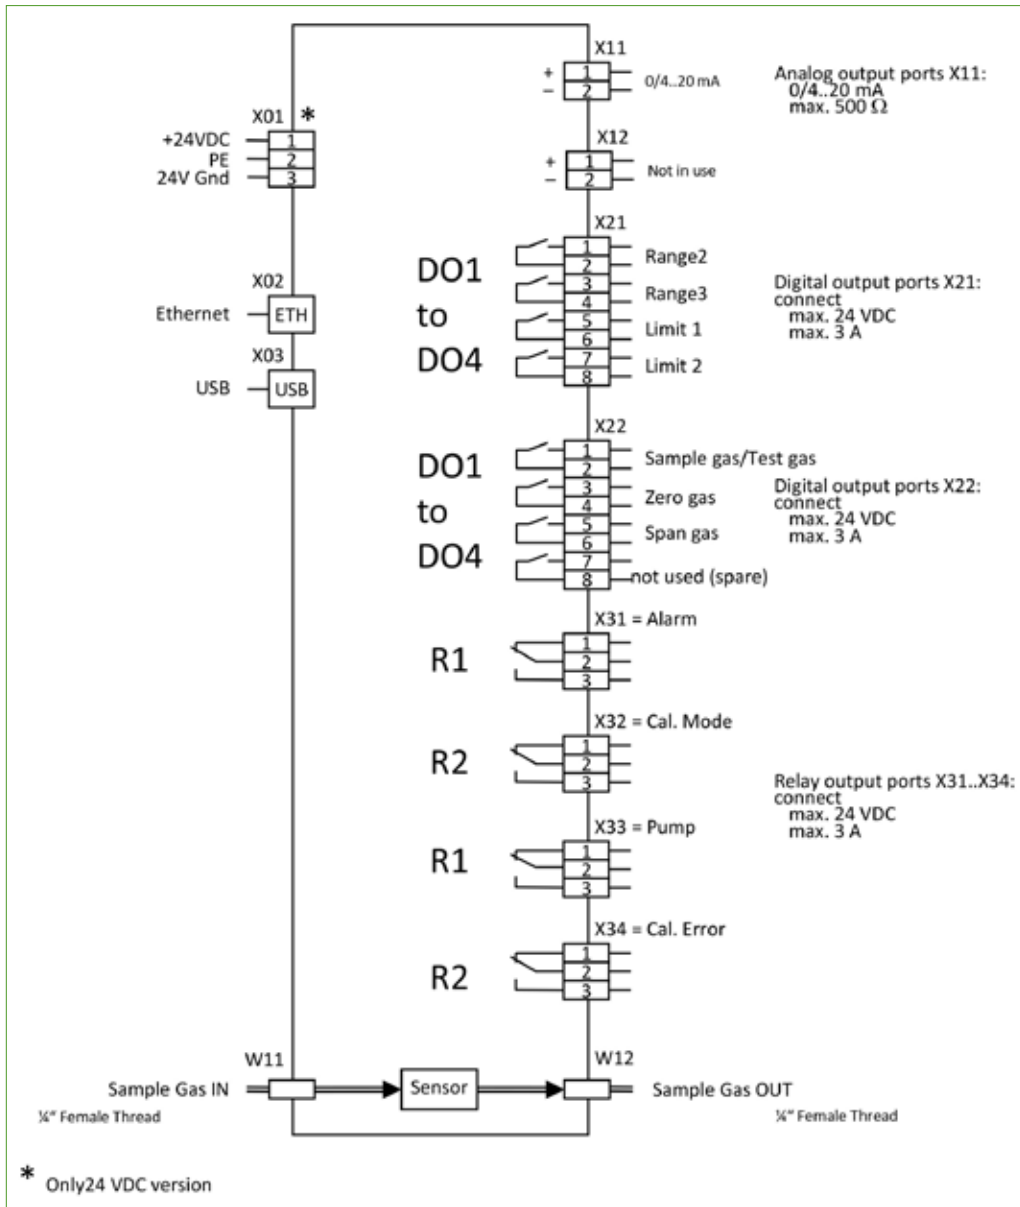 X11
+ 1
− 2
0/4..20 mA
Analog output ports X11:
0/4..20 mA
max. 500 Ω
X01 *
+24VDC 1
PE 2
24V Gnd 3
X12
+ 1
− 2
Not in use
X21
DO1
to
DO4
1
2
Range2
3
4
Range3
5
6
Limit 1
7
8
Limit 2
Digital output ports X21:
connect
max. 24 VDC
max. 3 A
X02
Ethernet ETH
X03
USB USB
X22
DO1
to
DO4
1
2
Sample gas/Test gas
3
4
Zero gas
5
6
Span gas
7
8
not used (spare)
Digital output ports X22:
connect
max. 24 VDC
max. 3 A
X31 = Alarm
R1
1
2
3
X32 = Cal. Mode
R2
1
2
3
Relay output ports X31..X34:
connect
max. 24 VDC
max. 3 A
X33 = Pump
R1
1
2
3
X34 = Cal. Error
R2
1
2
3
W11
Sample Gas IN
¼" Female Thread
Sensor
W12
Sample Gas OUT
¼" Female Thread
* Only24 VDC version